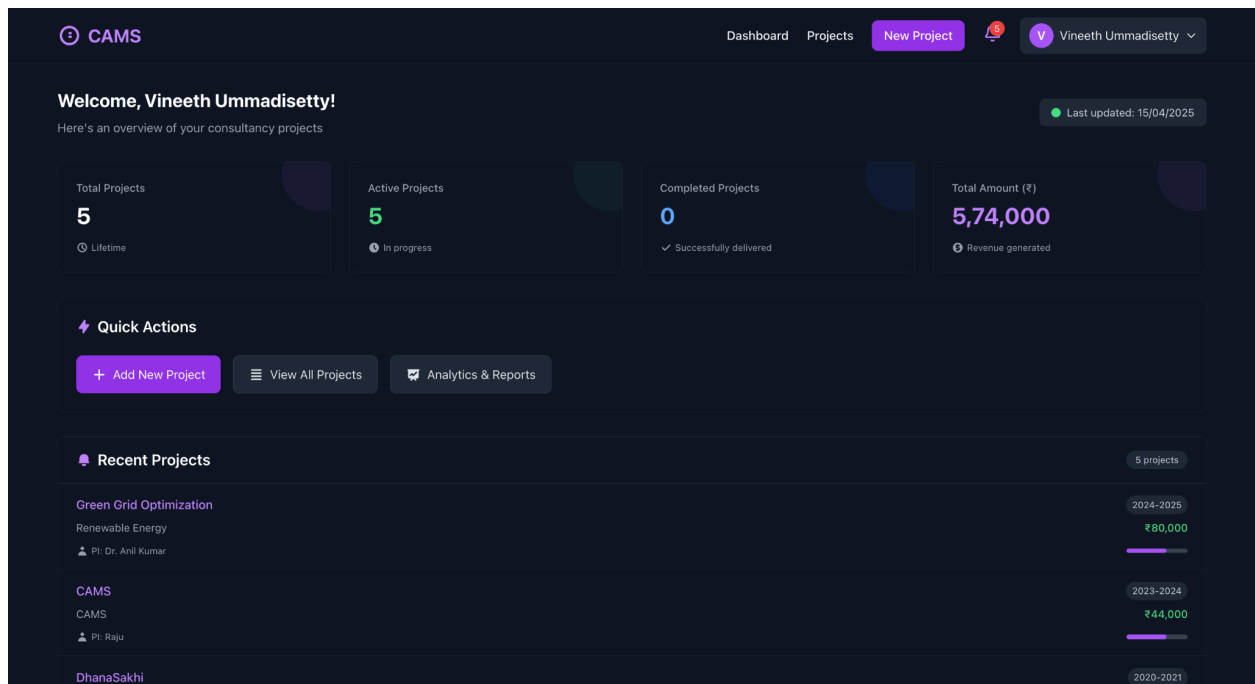 CAMS
Dashboard Projects New Project 5 V Vineeth Ummadisetty
Welcome, Vineeth Ummadisetty!
Here's an overview of your consultancy projects
Last updated: 15/04/2025
Total Projects
5
Lifetime
Active Projects
5
In progress
Completed Projects
0
Successfully delivered
Total Amount (₹)
5,74,000
Revenue generated
Quick Actions
Add New Project
View All Projects
Analytics & Reports
Recent Projects
5 projects
Green Grid Optimization
2024-2025
Renewable Energy
₹80,000
PI: Dr. Anil Kumar
CAMS
2023-2024
CAMS
₹44,000
PI: Raju
DhanaSakhi
2020-2021